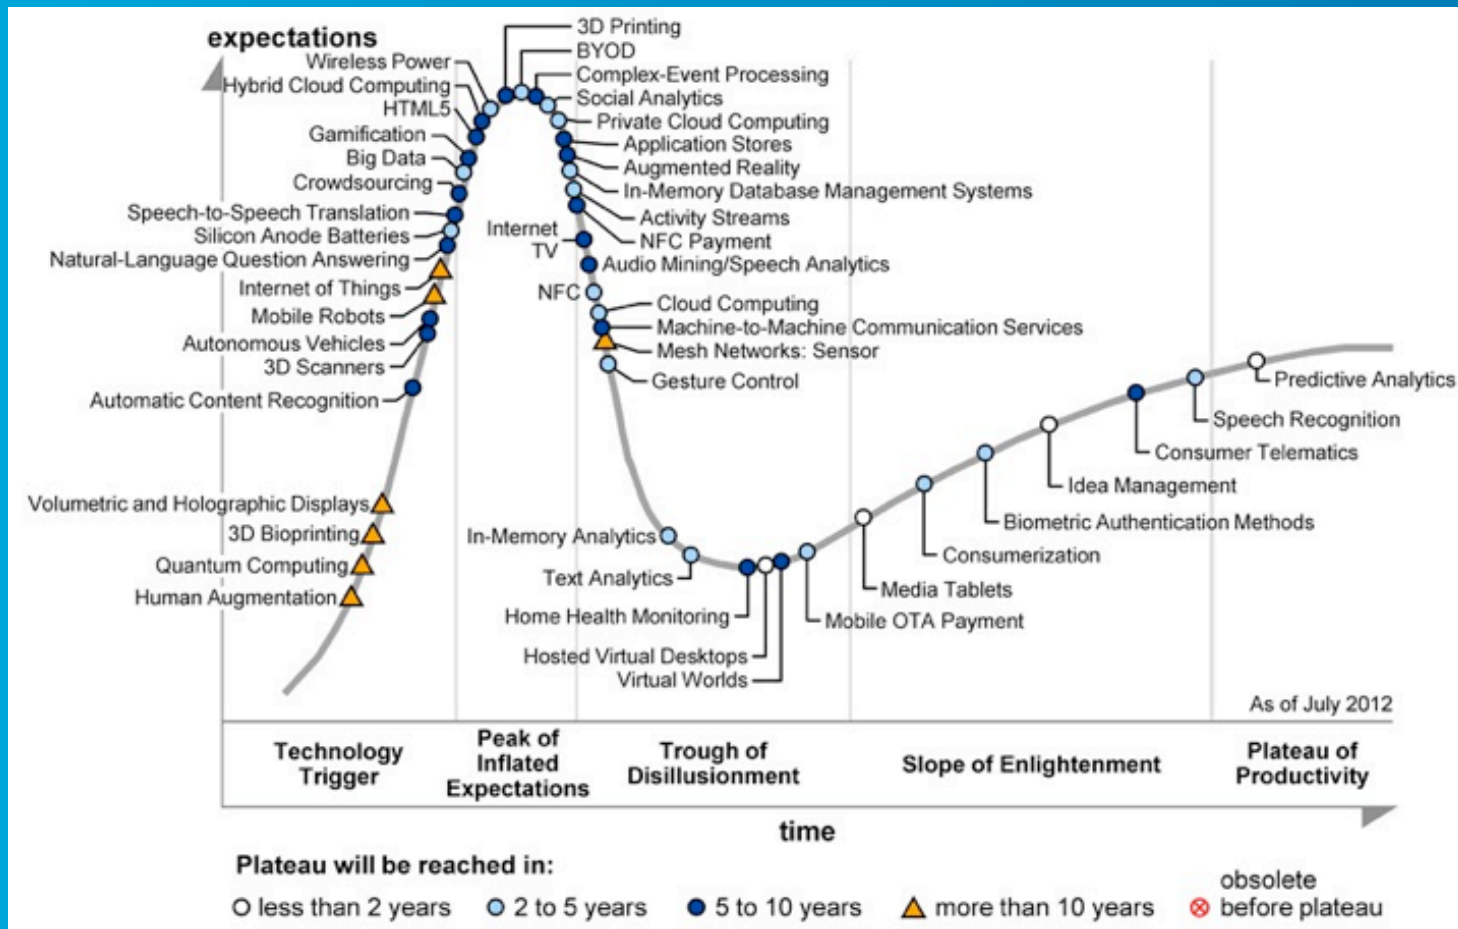 expectations
Wireless Power
Hybrid Cloud Computing
HTML5
Gamification
Big Data
Crowdsourcing
Speech-to-Speech Translation
Silicon Anode Batteries
Natural-Language Question Answering
Internet of Things
Mobile Robots
Autonomous Vehicles
3D Scanners
Automatic Content Recognition
Volumetric and Holographic Displays
3D Bioprinting
Quantum Computing
Human Augmentation
3D Printing
BYOD
Complex-Event Processing
Social Analytics
Private Cloud Computing
Application Stores
Augmented Reality
In-Memory Database Management Systems
Activity Streams
NFC Payment
Internet
TV
Audio Mining/Speech Analytics
NFC
Cloud Computing
Machine-to-Machine Communication Services
Mesh Networks: Sensor
Gesture Control
In-Memory Analytics
Text Analytics
Home Health Monitoring
Hosted Virtual Desktops
Virtual Worlds
Mobile OTA Payment
Media Tablets
Consumerization
Biometric Authentication Methods
Idea Management
Consumer Telematics
Speech Recognition
Predictive Analytics
As of July 2012
Technology
Trigger
Peak of
Inflated
Expectations
Trough of
Disillusionment
Slope of Enlightenment
Plateau of
Productivity
time
Plateau will be reached in:
less than 2 years
2 to 5 years
5 to 10 years
more than 10 years
obsolete
before plateau